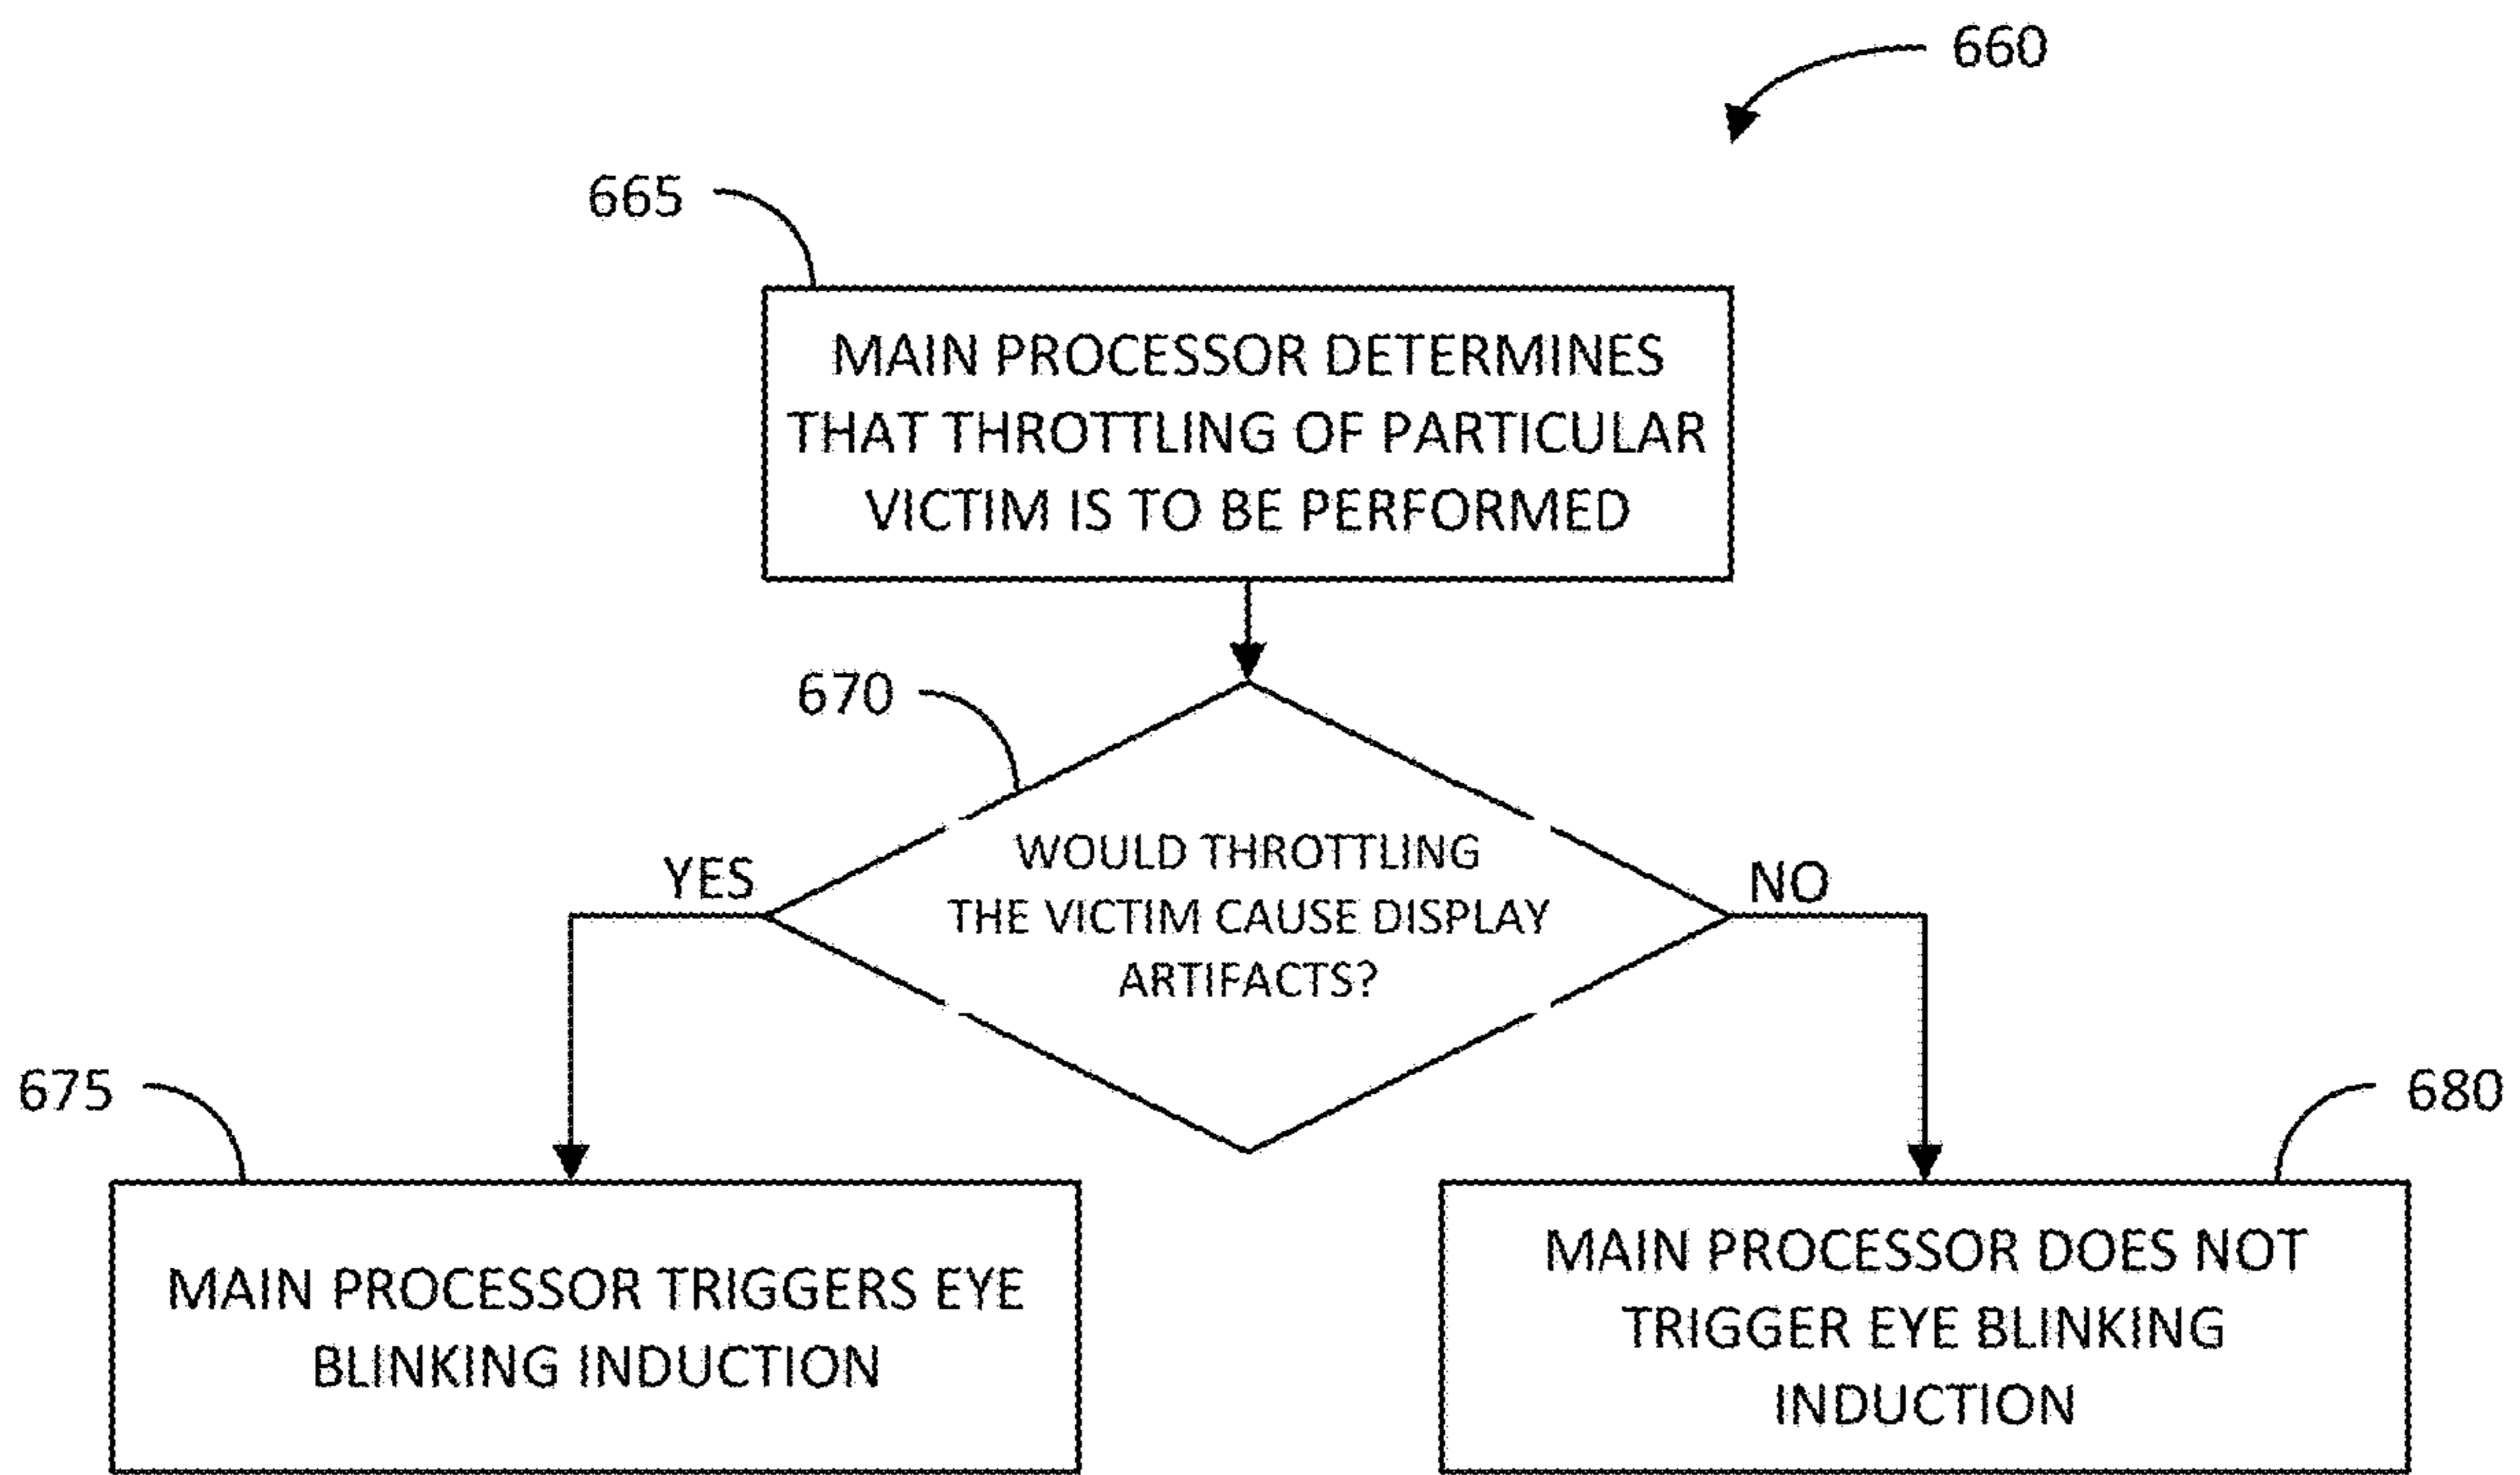 660
665
MAIN PROCESSOR DETERMINES
THAT THROTTLING OF PARTICULAR
VICTIM IS TO BE PERFORMED
670
WOULD THROTTLING
THE VICTIM CAUSE DISPLAY
ARTIFACTS?
YES
NO
675
MAIN PROCESSOR TRIGGERS EYE
BLINKING INDUCTION
680
MAIN PROCESSOR DOES NOT
TRIGGER EYE BLINKING
INDUCTION